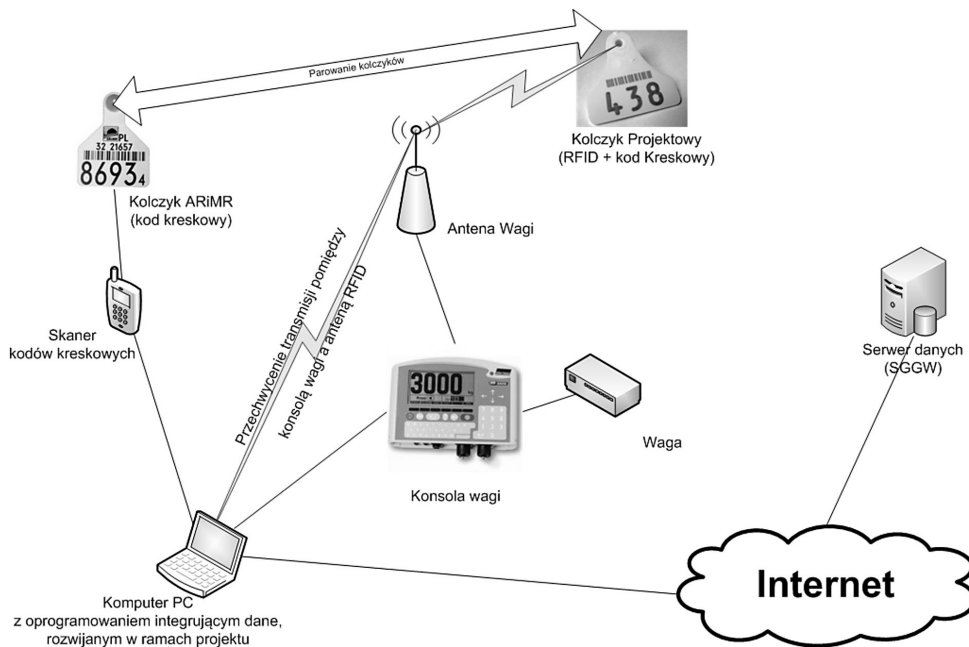 Parowanie kolczyków
438
Kolczyk Projektowy
(RFID + kod Kreskowy)
PL
32 21657
8693 4
Kolczyk ARiMR
(kod kreskowy)
Antena Wagi
Skaner
kodów kreskowych
Przechwycenie transmisji pomiędzy
konsolą wagi a anteną RFID
Serwer danych
(SGGW)
3000
Waga
Konsola wagi
Internet
Komputer PC
z oprogramowaniem integrującym dane,
rozwijanym w ramach projektu